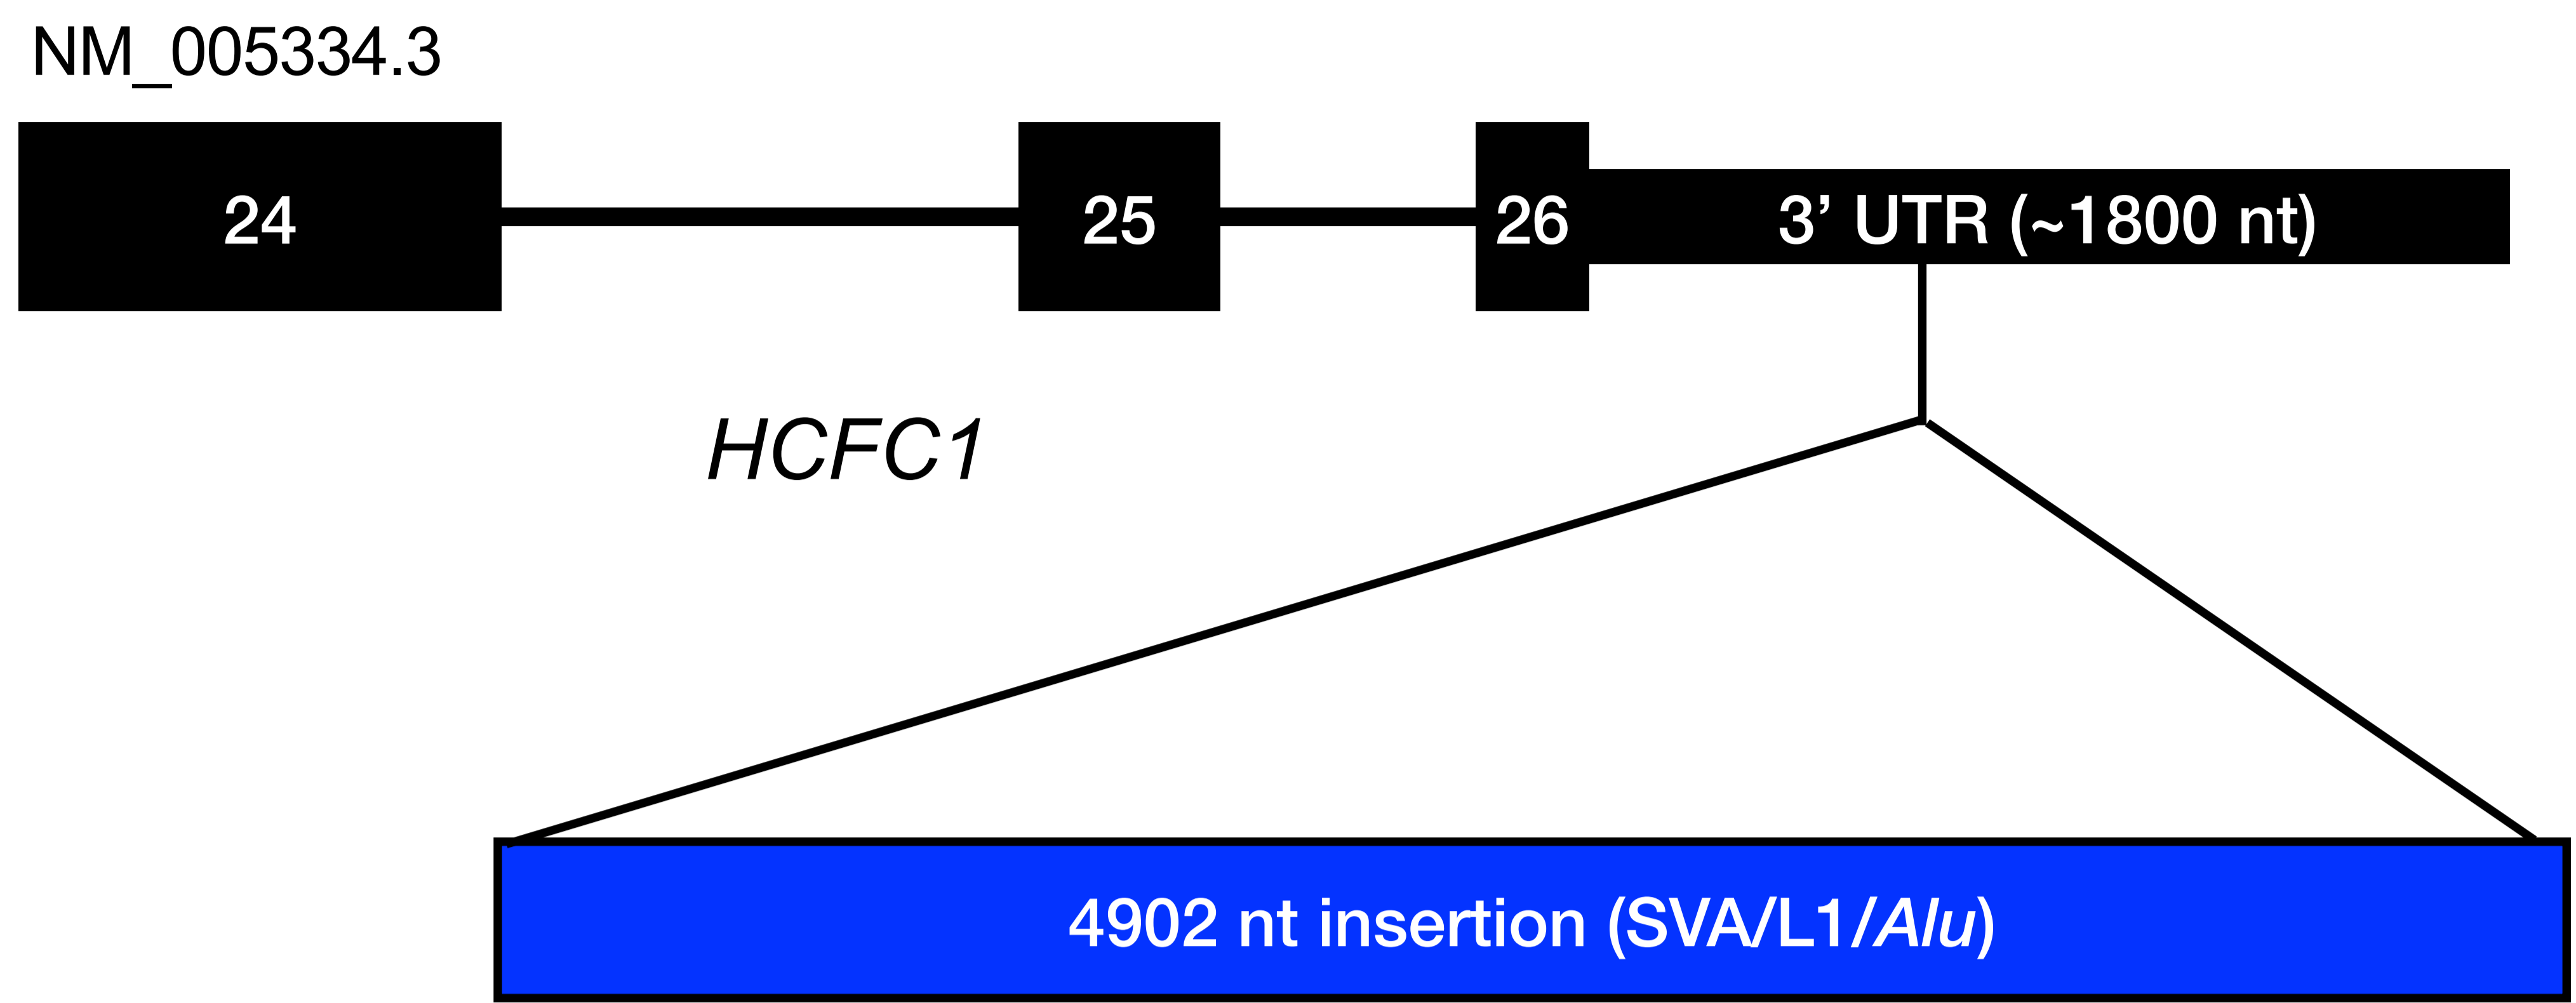 NM_005334.3
24
25
26
3’ UTR (~1800 nt)
HCFC1
4902 nt insertion (SVA/L1/Alu)